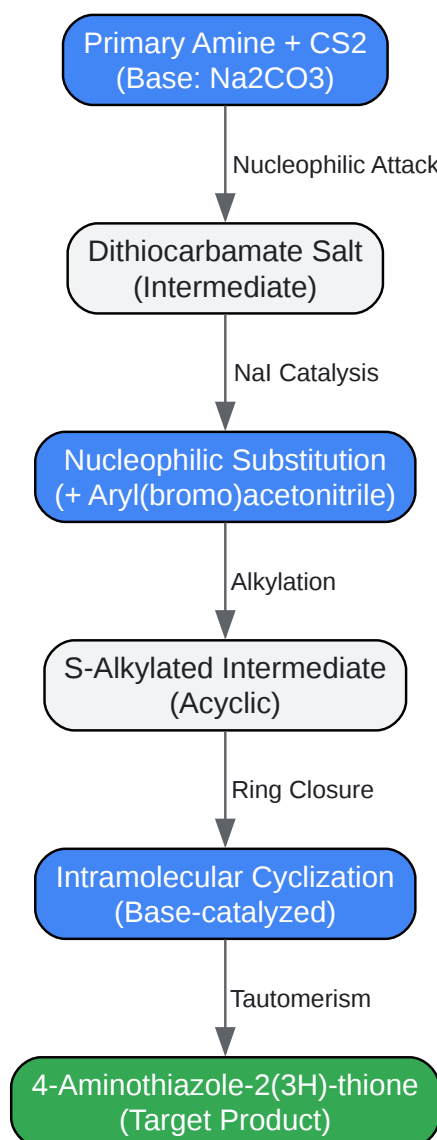 Primary Amine + CS2
(Base: Na2CO3)
Nucleophilic Attack
Dithiocarbamate Salt
(Intermediate)
NaI Catalysis
Nucleophilic Substitution
(+ Aryl(bromo)acetonitrile)
Alkylation
S-Alkylated Intermediate
(Acyclic)
Ring Closure
Intramolecular Cyclization
(Base-catalyzed)
Tautomerism
4-Aminothiazole-2(3H)-thione
(Target Product)